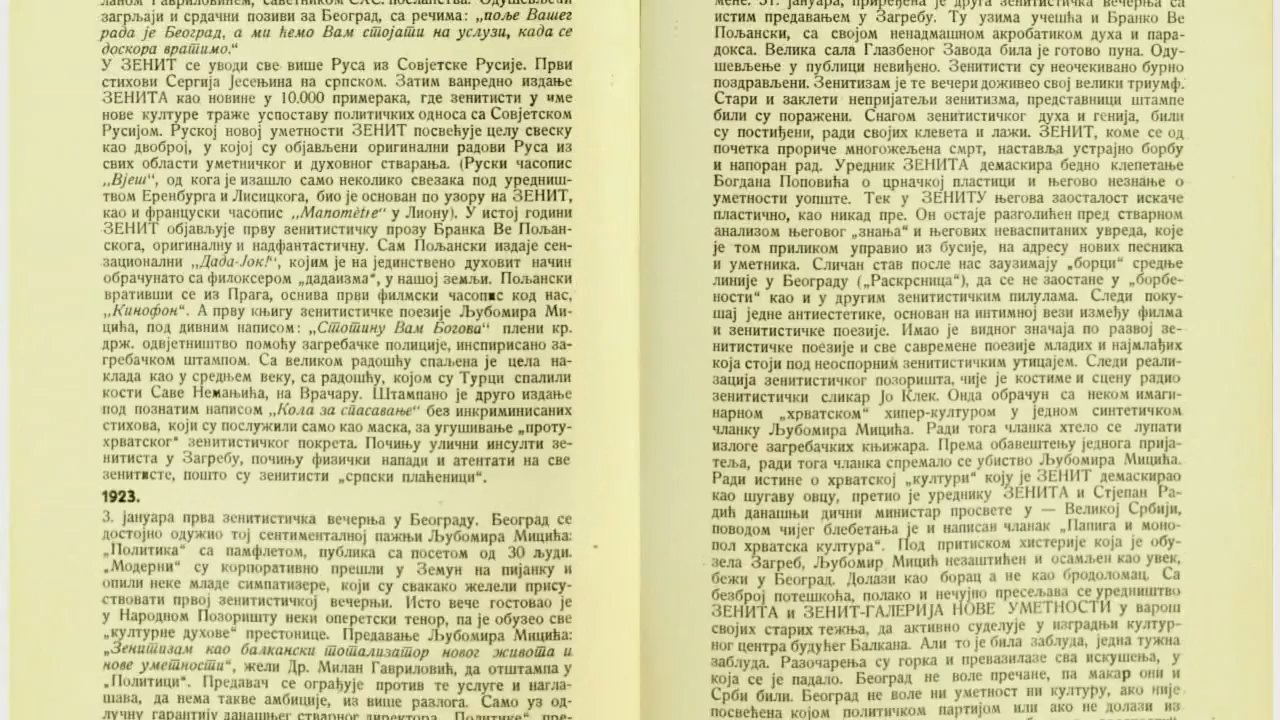 ланом Гавриловићем, саветником СХС. посланства. Одушевљени
загрљаји и срдачни позиви за Београд, са речима: „поље Вашег
рада је Београд, а ми ћемо Вам стојати на услузи, када се
доскора вратимо.“
У ЗЕНИТ се уводи све више Руса из Совјетске Русије. Први
стихови Сергија Јесењина на српском. Затим ванредно издање
ЗЕНИТА као новине у 10.000 примерака, где зенитисти у име
нове културе траже успоставу политичких односа са Совјетском
Русијом. Руској новој уметности ЗЕНИТ посвећује целу свеску
као двоброј, у којој су објављени оригинални радови Руса из
свих области уметничког и духовног стварања. (Руски часопис
„Вјешч“, од кога је изашло само неколико свезака под уредниш-
твом Еренбурга и Лисицкога, био је основан по узору на ЗЕНИТ,
као и француски часопис „Manomètre“ у Лиону). У истој години
ЗЕНИТ објављује прву зенитистичку прозу Бранка Ве Пољан-
скога, оригиналну и надфантастичну. Сам Пољански издаје сен-
зационални „Дада-Јок!“, којим је на јединствено духовит начин
обрачунато са филоксером „дадаизма“, у нашој земљи. Пољански
вративши се из Прага, оснива први филмски часопис код нас,
„Кинофон“. А прву књигу зенитистичке поезије Љубомира Ми-
цића, под дивним написом: „Стотину Вам Богова“ плени кр.
држ. одвјетништво помоћу загребачке полиције, инспирисано за-
гребачком штампом. Са великом радошћу спаљена је цела на-
клада као у средњем веку, са радошћу, којом су Турци спалили
кости Саве Немањића, на Врачару. Штампано је друго издање
под познатим написом „Кола за спасавање“ без инкриминисаних
стихова, који су послужили само као маска, за угушивање „проту-
хрватског“ зенитистичког покрета. Почињу улични инсулти зе-
нитиста у Загребу, почињу физички напади и атентати на све
зенитисте, пошто су зенитисти „српски плаћеници“.
1923.
3. јануара прва зенитистичка вечерња у Београду. Београд се
достојно одужио тој сентименталној пажњи Љубомира Мицића:
„Политика“ са памфлетом, публика са посетом од 30 људи.
„Модерни“ су корпоративно прешли у Земун на пијанку и
опили неке младе симпатизере, који су свакако желели прису-
ствовати првој зенитистичкој вечерњи. Исто вече гостовао је
у Народном Позоришту неки оперетски тенор, па је обузео све
„културне духове“ престонице. Предавање Љубомира Мицића:
„Зенитизам као балкански тотализатор новог живота и
нове уметности“, жели Др. Милан Гавриловић, да отштампа у
„Политици“. Предавач се ограђује против те услуге и нагла-
шава, да нема такве амбиције, из више разлога. Само уз од-
лучну гарантију данашњег стварног директора „Политике“ пре-
мене. 31. јануара, приређена је друга зенитистичка вечерња са
истим предавањем у Загребу. Ту узима учешћа и Бранко Ве
Пољански, са својом ненадмашном акробатиком духа и пара-
докса. Велика сала Глазбеног Завода била је готово пуна. Оду-
шевљење у публици невиђено. Зенитисти су неочекивано бурно
поздрављени. Зенитизам је те вечери доживео свој велики триумф.
Стари и заклети непријатељи зенитизма, представници штампе
били су поражени. Снагом зенитистичког духа и генија, били
су постиђени, ради својих клевета и лажи. ЗЕНИТ, коме се од
почетка прориче многожељена смрт, наставља устрајно борбу
и напоран рад. Уредник ЗЕНИТА демаскира бедно клепетање
Богдана Поповића о црначкој пластици и његово незнање о
уметности уопште. Тек у ЗЕНИТУ његова заосталост искаче
пластично, као никад пре. Он остаје разголићен пред стварном
анализом његовог „знања“ и његових неваспитаних увреда, које
је том приликом управио из бусије, на адресу нових песника
и уметника. Сличан став после нас заузимају „борци“ средње
линије у Београду („Раскрсница“), да се не заостане у „борбе-
ности“ као и у другим зенитистичким пилулама. Следи поку-
шај једне антиестетике, основан на интимној вези између филма
и зенитистичке поезије. Имао је видног значаја по развој зе-
нитистичке поезије и све савремене поезије младих и најмлађих
која стоји под неоспорним зенитистичким утицајем. Следи реали-
зација зенитистичког позоришта, чије је костиме и сцену радио
зенитистички сликар Јо Клек. Онда обрачун са неком имаги-
нарном „хрватском“ хипер-културом у једном синтетичком
чланку Љубомира Мицића. Ради тога чланка хтело се лупати
излоге загребачких књижара. Према обавештењу једнога прија-
теља, ради тога чланка спремало се убиство Љубомира Мицића.
Ради истине о хрватској „култури“ коју је ЗЕНИТ демаскирао
као шугаву овцу, претио је уреднику ЗЕНИТА и Стјепан Ра-
дић данашњи дични министар просвете у — Великој Србији,
поводом чијег блебетања је и написан чланак „Папига и моно-
пол хрватска култура“. Под притиском хистерије која је обу-
зела Загреб, Љубомир Мицић незаштићен и осамљен као увек,
бежи у Београд. Долази као борац а не као бродоломац. Са
безброј потешкоћа, полако и нечујно пресељава се уредништво
ЗЕНИТА и ЗЕНИТ-ГАЛЕРИЈА НОВЕ УМЕТНОСТИ у варош
својих старих тежња, да активно суделује у изградњи култур-
ног центра будућег Балкана. Али то је била заблуда, једна тужна
заблуда. Разочарења су горка и превазилазе сва искушења, у
која се је падало. Београд не воле пречане, па макар они и
Срби били. Београд не воле ни уметност ни културу, ако није
посвећена којом политичком партијом или ако не долази из